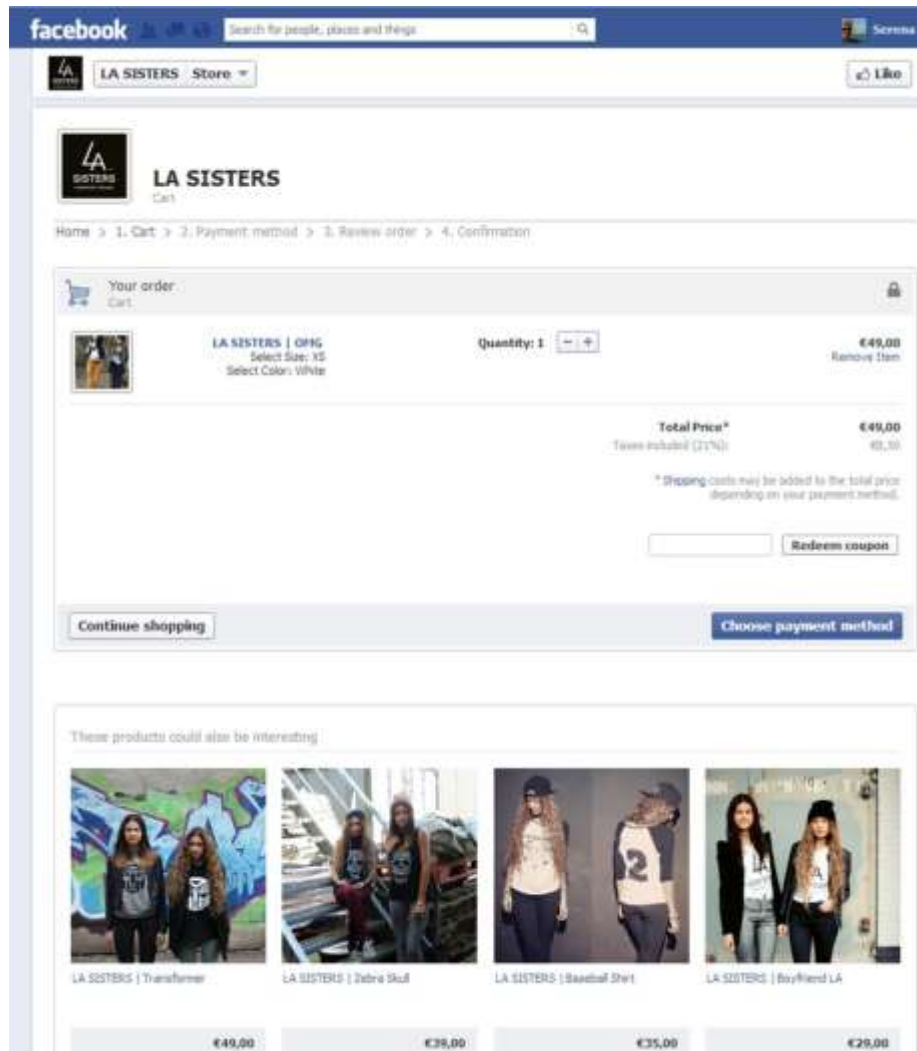 facebook
Search for people, places and things
Serena
LA SISTERS Store
Like
LA
SISTERS
LA SISTERS
Cart
Home > 1. Cart > 2. Payment method > 3. Review order > 4. Confirmation
Your order
Cart
LA SISTERS | OMG
Select Size: XS
Select Color: White
Quantity: 1 - +
€49,00
Remove Item
Total Price* €49,00
Taxes included (21%):
* Shipping costs may be added to the total price
depending on your payment method.
Redeem coupon
Continue shopping
Choose payment method
These products could also be interesting
LA SISTERS | Transformer
LA SISTERS | Zebra Skull
LA SISTERS | Baseball Shirt
LA SISTERS | Boyfriend LA
€49,00
€39,00
€35,00
€29,00